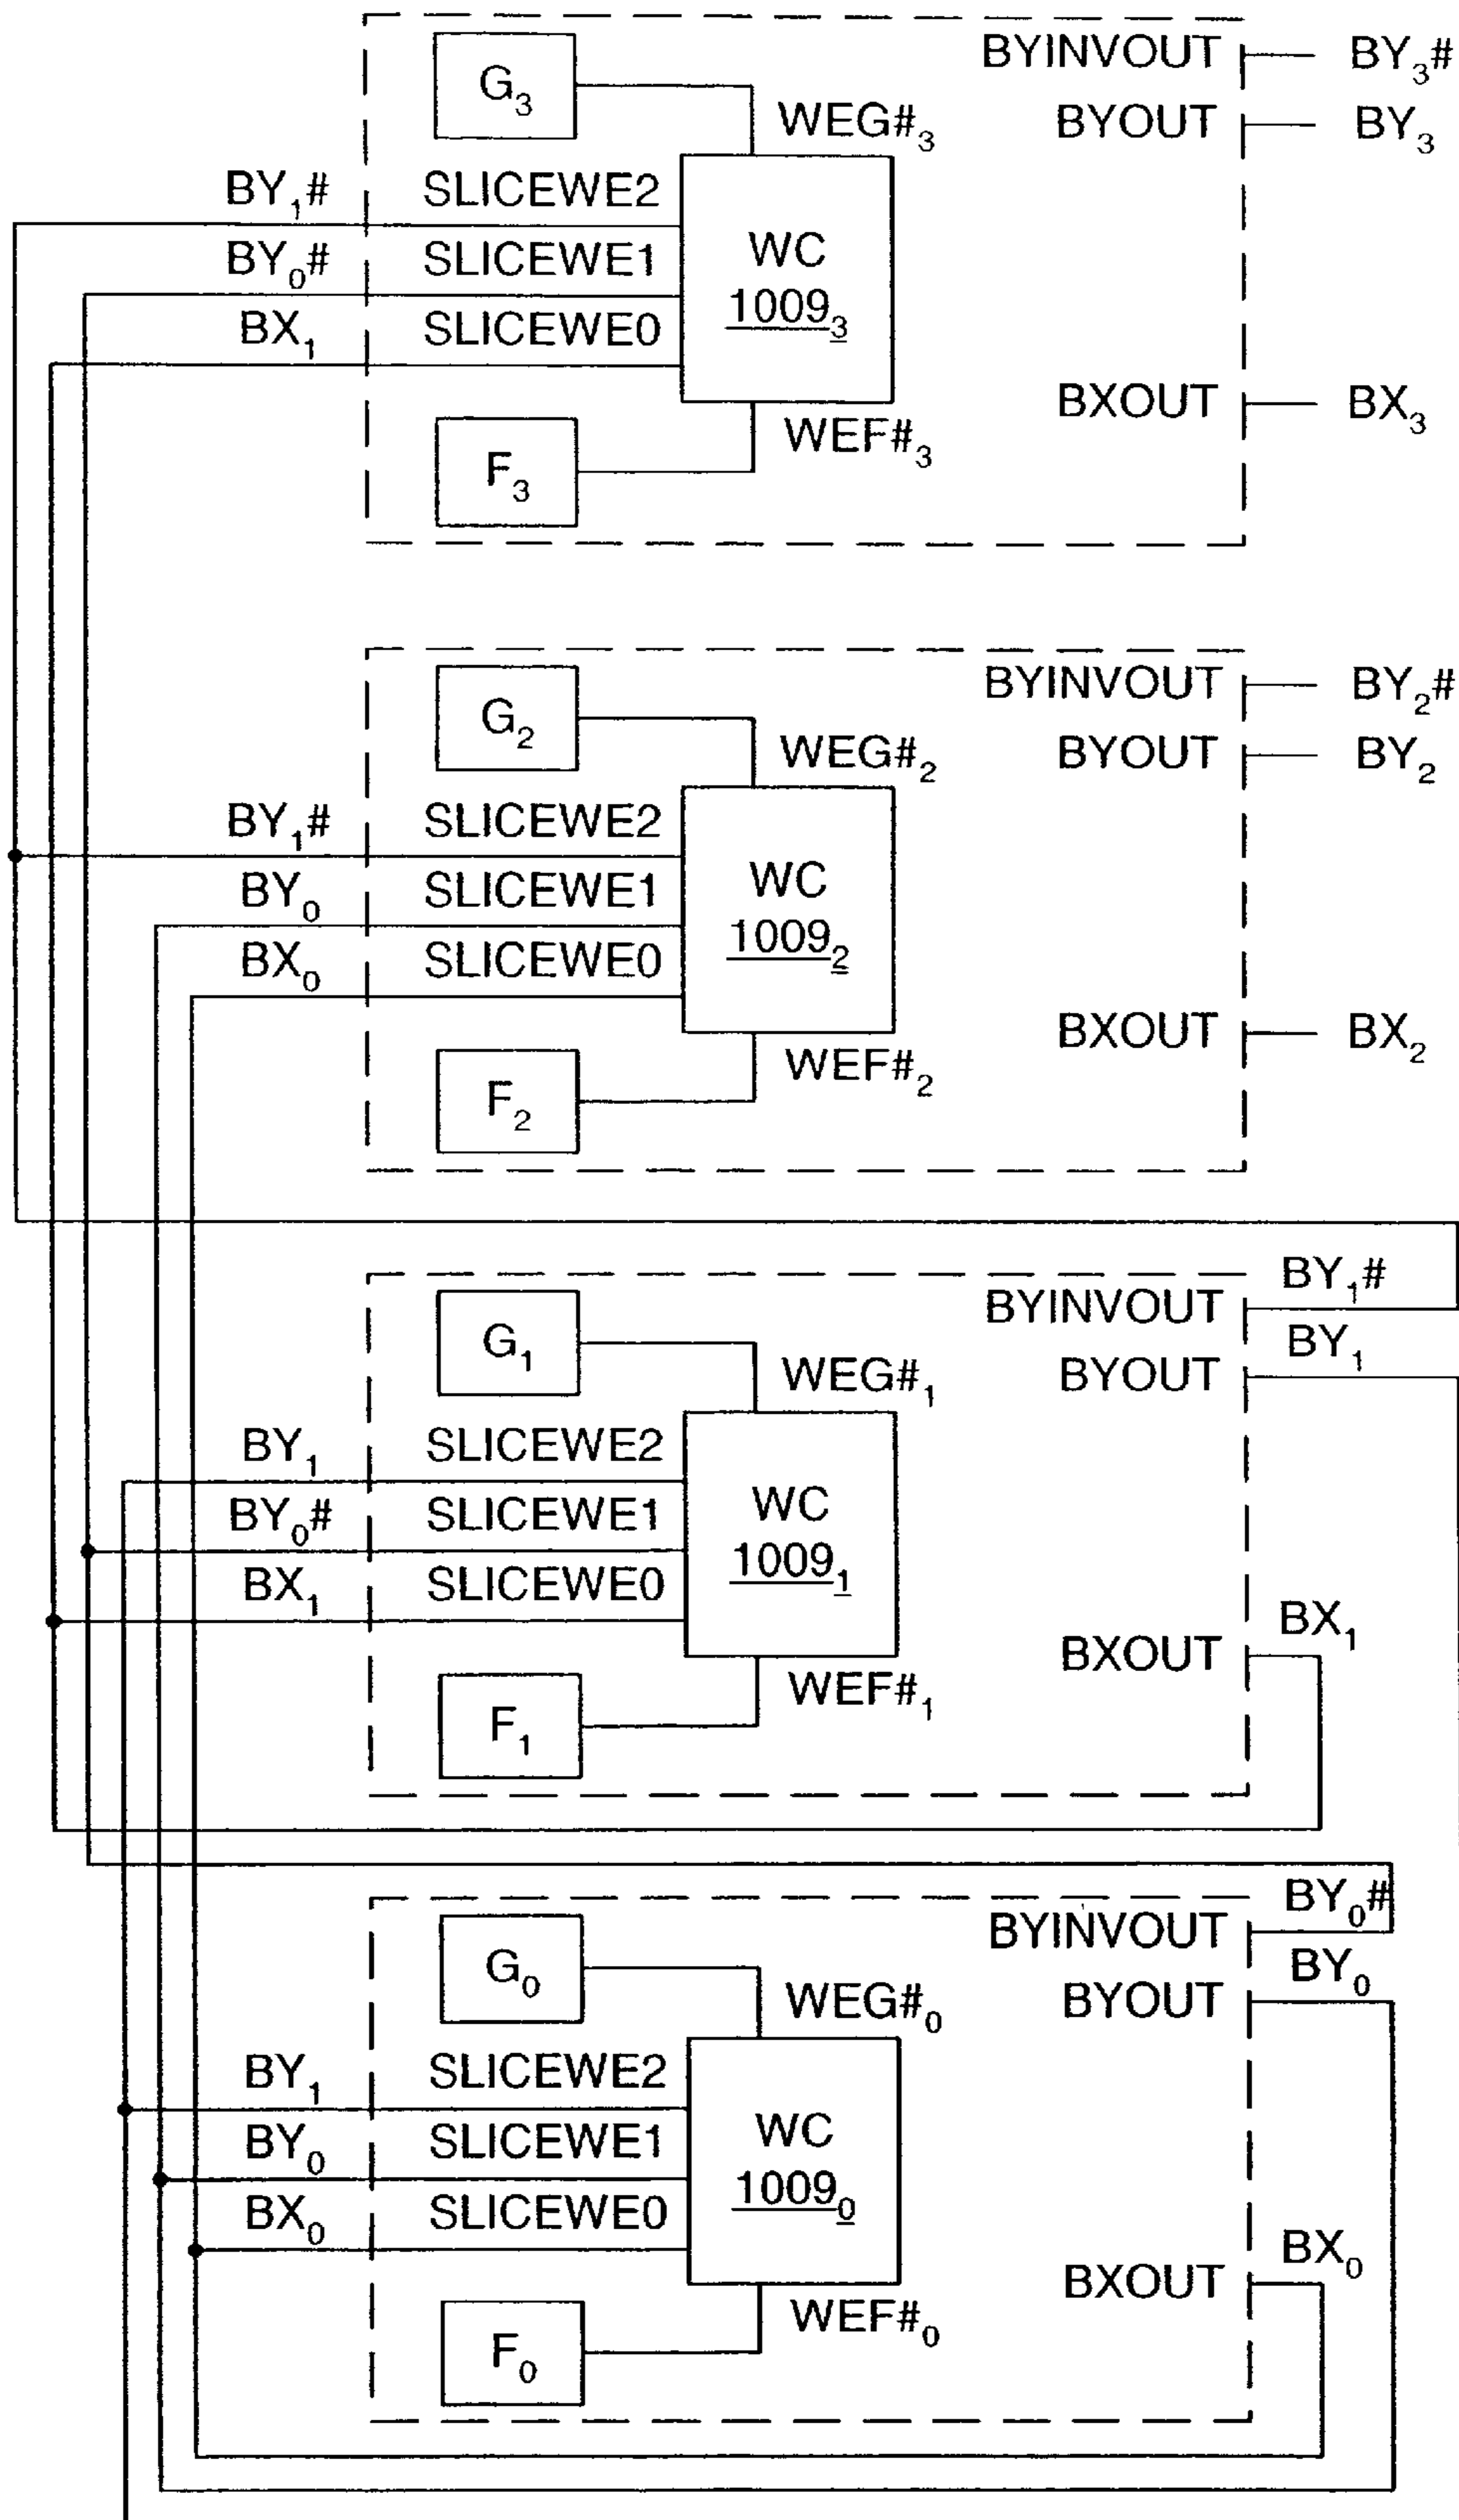 G₃
BYINVOUT
BY₃#
WEG#₃
BYOUT
BY₃
BY₁#
SLICEWE2
BY₀#
SLICEWE1
WC
1009₃
BX₁
SLICEWE0
BXOUT
BX₃
WEF#₃
F₃
G₂
BYINVOUT
BY₂#
WEG#₂
BYOUT
BY₂
BY₁#
SLICEWE2
BY₀
SLICEWE1
WC
1009₂
BX₀
SLICEWE0
BXOUT
BX₂
WEF#₂
F₂
G₁
BYINVOUT
BY₁#
WEG#₁
BYOUT
BY₁
BY₁
SLICEWE2
BY₀#
SLICEWE1
WC
1009₁
BX₁
SLICEWE0
BXOUT
BX₁
WEF#₁
F₁
G₀
BYINVOUT
BY₀#
WEG#₀
BYOUT
BY₀
BY₁
SLICEWE2
BY₀
SLICEWE1
WC
1009₀
BX₀
SLICEWE0
BXOUT
BX₀
WEF#₀
F₀